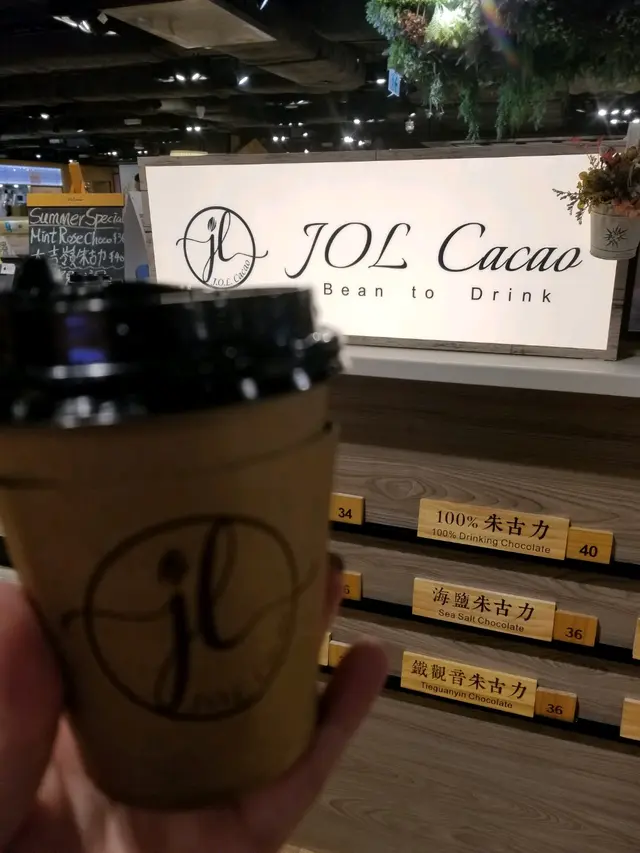 Summer Special
Mint Rose Choco
jl
J.O.L. Cacao
JOL Cacao
Bean to Drink
34
100% 朱古力
100% Drinking Chocolate
40
海鹽朱古力
Sea Salt Chocolate
36
鐵觀音朱古力
Tieguanyin Chocolate
36
jl